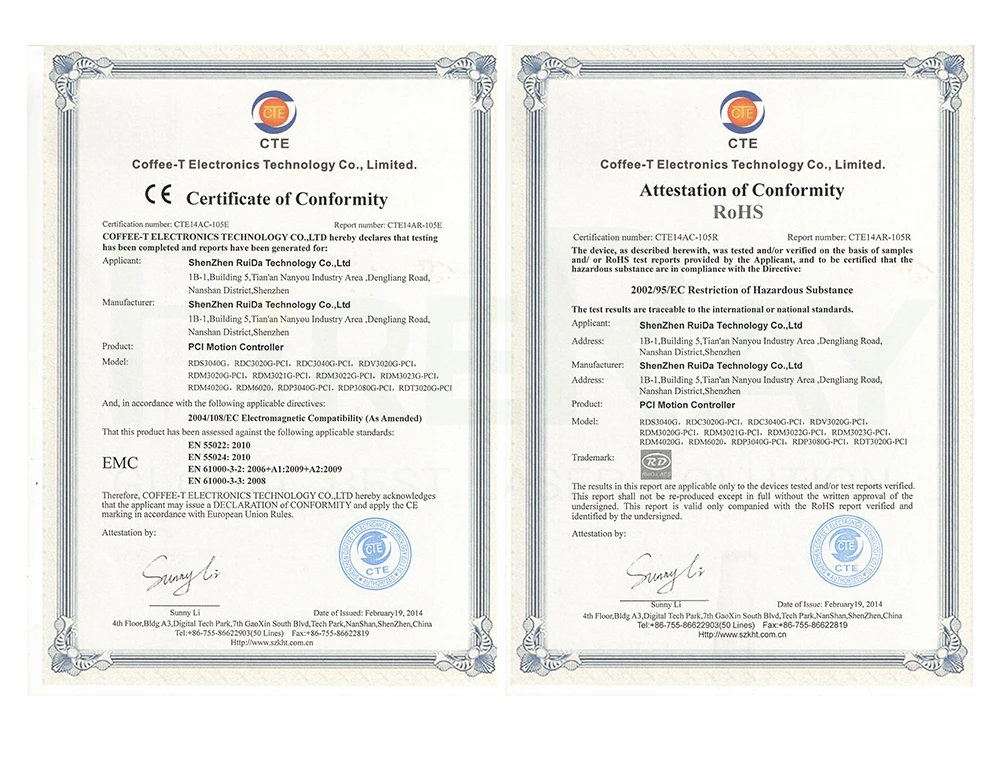 CTE
CTE
Coffee-T Electronics Technology Co., Limited.
CE Certificate of Conformity
Certification number: CTE14AC-105E Report number: CTE14AR-105E
COFFEE-T ELECTRONICS TECHNOLOGY CO.,LTD hereby declares that testing
has been completed and reports have been generated for:
Applicant: ShenZhen RuiDa Technology Co.,Ltd
1B-1,Building 5,Tian'an Nanyou Industry Area ,Dengliang Road,
Nanshan District,Shenzhen
Manufacturer: ShenZhen RuiDa Technology Co.,Ltd
1B-1,Building 5,Tian'an Nanyou Industry Area ,Dengliang Road,
Nanshan District,Shenzhen
Product: PCI Motion Controller
Model: RDS3040G, RDC3020G-PCI, RDC3040G-PCI, RDV3020G-PCI,
RDM3020G-PCI, RDM3021G-PCI, RDM3022G-PCI, RDM3023G-PCI,
RDM4020G, RDM6020, RDP3040G-PCI, RDP3080G-PCI, RDT3020G-PCI
And, in accordance with the following applicable directives:
2004/108/EC Electromagnetic Compatibility (As Amended)
That this product has been assessed against the following applicable standards:
EMC
EN 55022: 2010
EN 55024: 2010
EN 61000-3-2: 2006+A1:2009+A2:2009
EN 61000-3-3: 2008
Therefore, COFFEE-T ELECTRONICS TECHNOLOGY CO.,LTD hereby acknowledges
that the applicant may issue a DECLARATION of CONFORMITY and apply the CE
marking in accordance with European Union Rules.
Attestation by:
CTE
CTE
AUTHORIZED
Sunny Li
Sunny Li Date of Issued: February19, 2014
4th Floor,Bldg A3,Digital Tech Park,7th GaoXin South Blvd,Tech Park,NanShan,ShenZhen,China
Tel:+86-755-86622903(50 Lines) Fax:+86-755-86622819
Http://www.szkht.com.cn
CTE
CTE
Coffee-T Electronics Technology Co., Limited.
Attestation of Conformity
RoHS
Certification number: CTE14AC-105R Report number: CTE14AR-105R
The device, as described herewith, was tested and/or verified on the basis of samples
and/ or RoHS test reports provided by the Applicant, and to be certified that the
hazardous substance are in compliance with the Directive:
2002/95/EC Restriction of Hazardous Substance
The test results are traceable to the international or national standards.
Applicant: ShenZhen RuiDa Technology Co.,Ltd
Address: 1B-1,Building 5,Tian'an Nanyou Industry Area ,Dengliang Road,
Nanshan District,Shenzhen
Manufacturer: ShenZhen RuiDa Technology Co.,Ltd
Address: 1B-1,Building 5,Tian'an Nanyou Industry Area ,Dengliang Road,
Nanshan District,Shenzhen
Product: PCI Motion Controller
Model: RDS3040G, RDC3020G-PCI, RDC3040G-PCI, RDV3020G-PCI,
RDM3020G-PCI, RDM3021G-PCI, RDM3022G-PCI, RDM3023G-PCI,
RDM4020G, RDM6020, RDP3040G-PCI, RDP3080G-PCI, RDT3020G-PCI
Trademark: RD
The results in this report are applicable only to the devices tested and/or test reports verified.
This report shall not be re-produced except in full without the written approval of the
undersigned. This report is valid only companied with the RoHS report verified and
identified by the undersigned.
Attestation by:
CTE
CTE
AUTHORIZED
Sunny Li
Sunny Li Date of Issue: February19, 2014
4th Floor,Bldg A3,Digital Tech Park,7th GaoXin South Blvd,Tech Park,NanShan,ShenZhen,China
Tel:+86-755-86622903(50 Lines) Fax:+86-755-86622819
Http://www.szkht.com.cn